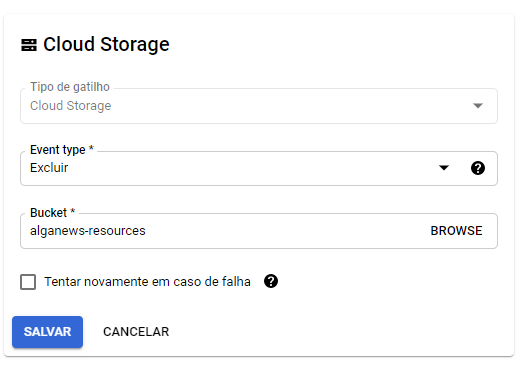 Cloud Storage
Tipo de gatilho
Cloud Storage
Event type *
Excluir
Bucket *
alganews-resources BROWSE
Tentar novamente em caso de falha
SALVAR CANCELAR